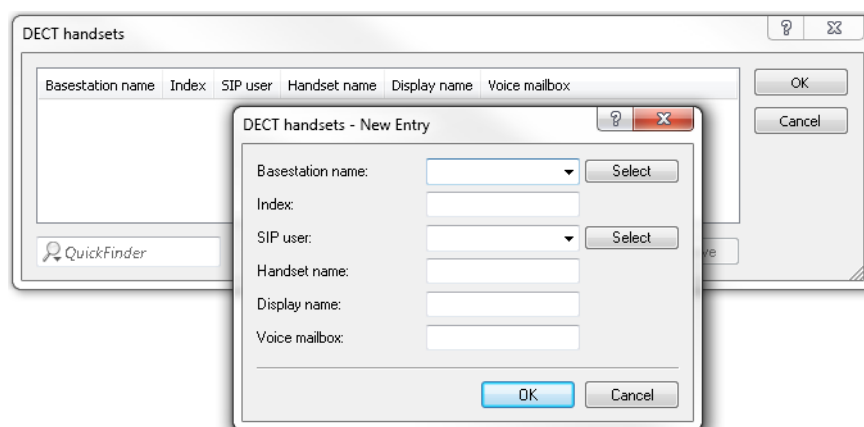 DECT handsets
Basestation name Index SIP user Handset name Display name Voice mailbox
OK
Cancel
QuickFinder
DECT handsets - New Entry
Basestation name: Select
Index:
SIP user: Select
Handset name:
Display name:
Voice mailbox:
OK Cancel